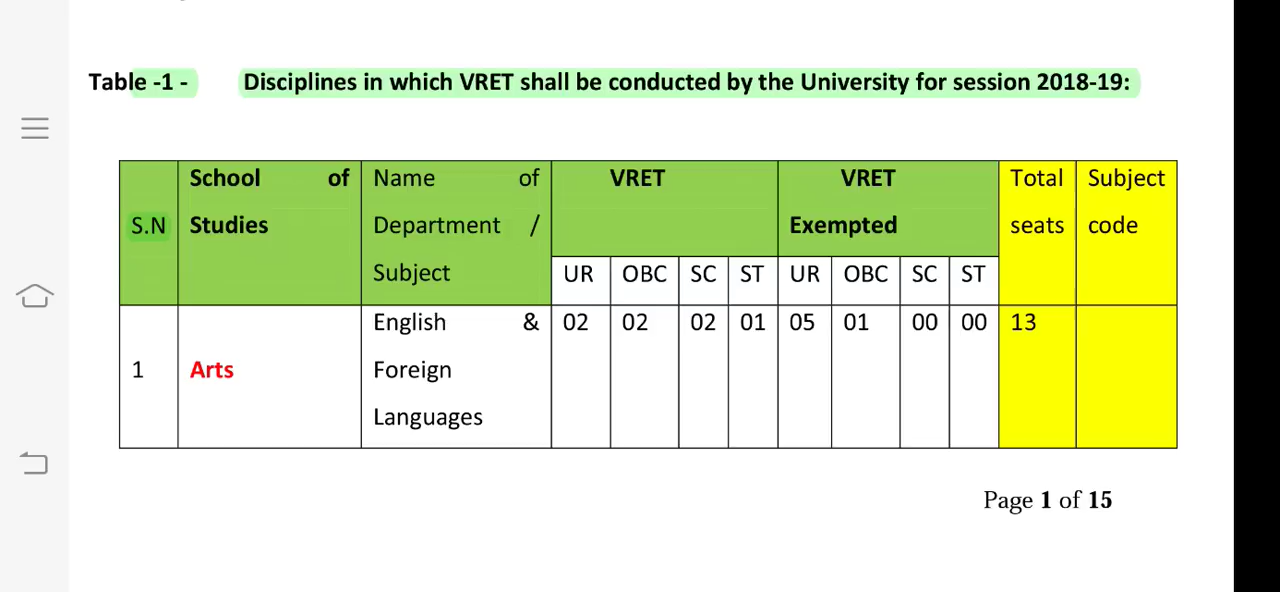 Table -1 - Disciplines in which VRET shall be conducted by the University for session 2018-19:
S.N School of Studies Name of Department / Subject VRET VRET Exempted Total seats Subject code
UR OBC SC ST UR OBC SC ST
1 Arts English & Foreign Languages 02 02 02 01 05 01 00 00 13
Page 1 of 15